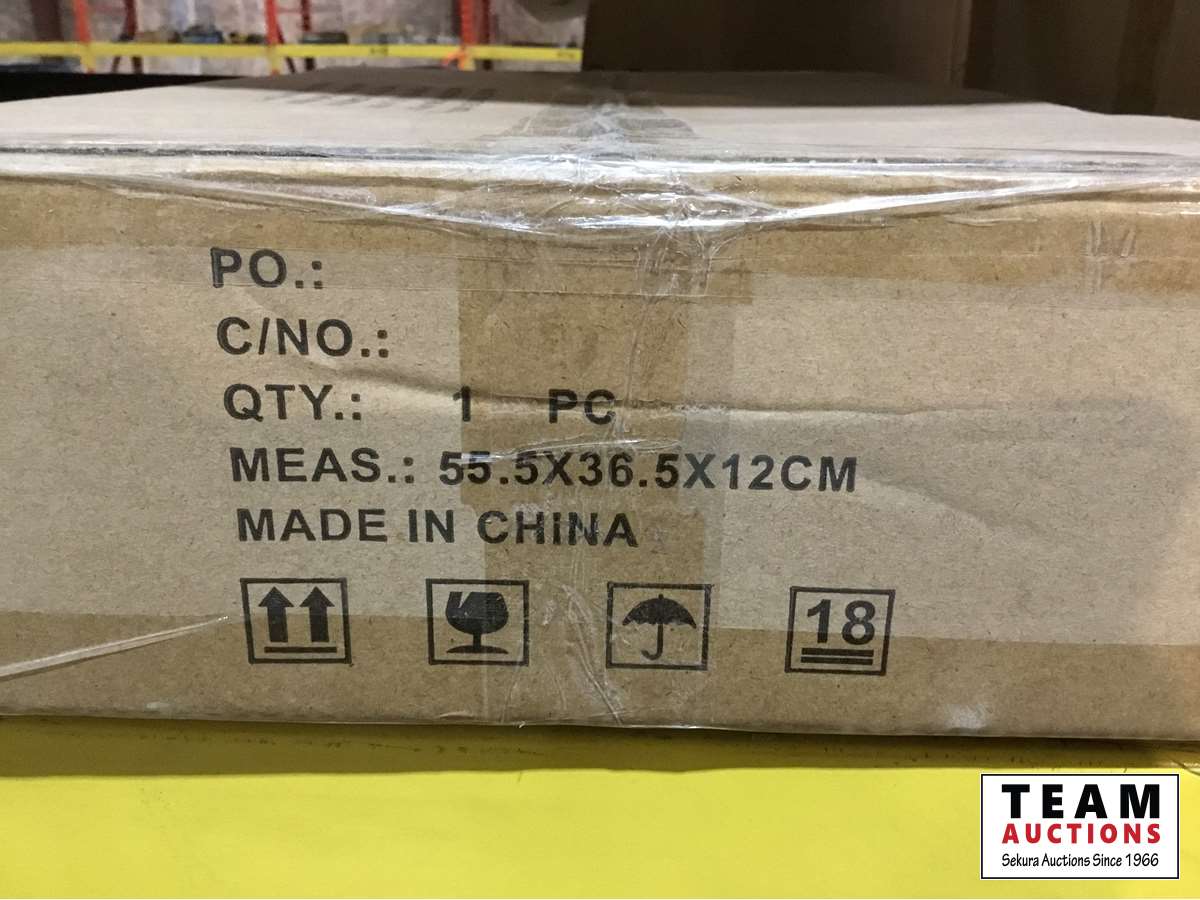 PO.:
C/NO.:
QTY.: 1 PC
MEAS.: 55.5X36.5X12CM
MADE IN CHINA
18
TEAM
AUCTIONS
Sekura Auctions Since 1966